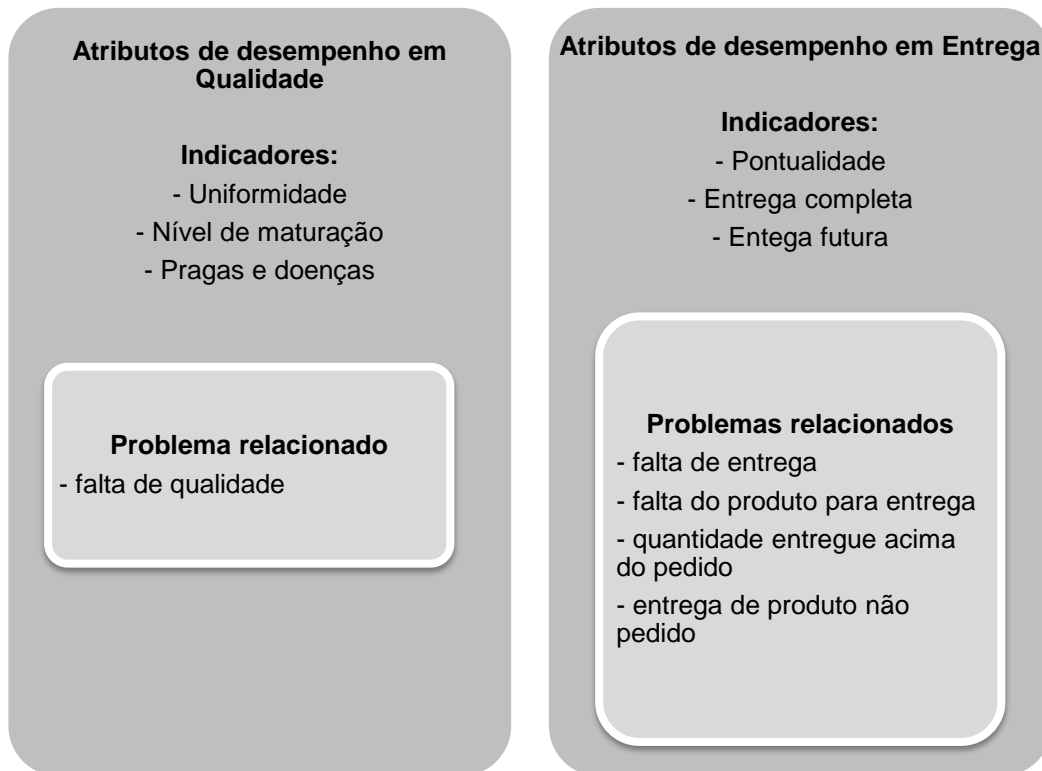 Atributos de desempenho em
Qualidade
Indicadores:
- Uniformidade
- Nível de maturação
- Pragas e doenças
Problema relacionado
- falta de qualidade
Atributos de desempenho em Entrega
Indicadores:
- Pontualidade
- Entrega completa
- Entega futura
Problemas relacionados
- falta de entrega
- falta do produto para entrega
- quantidade entregue acima
do pedido
- entrega de produto não
pedido